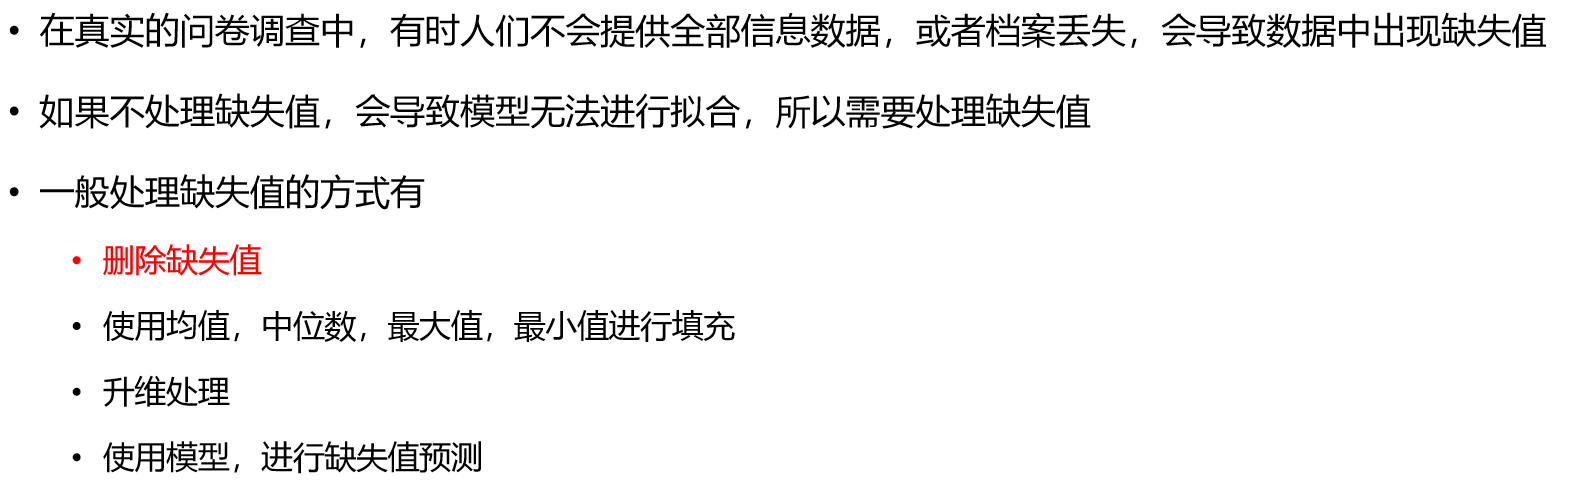 • 在真实的问卷调查中，有时人们不会提供全部信息数据，或者档案丢失，会导致数据中出现缺失值
• 如果不处理缺失值，会导致模型无法进行拟合，所以需要处理缺失值
• 一般处理缺失值的方式有
• 删除缺失值
• 使用均值，中位数，最大值，最小值进行填充
• 升维处理
• 使用模型，进行缺失值预测